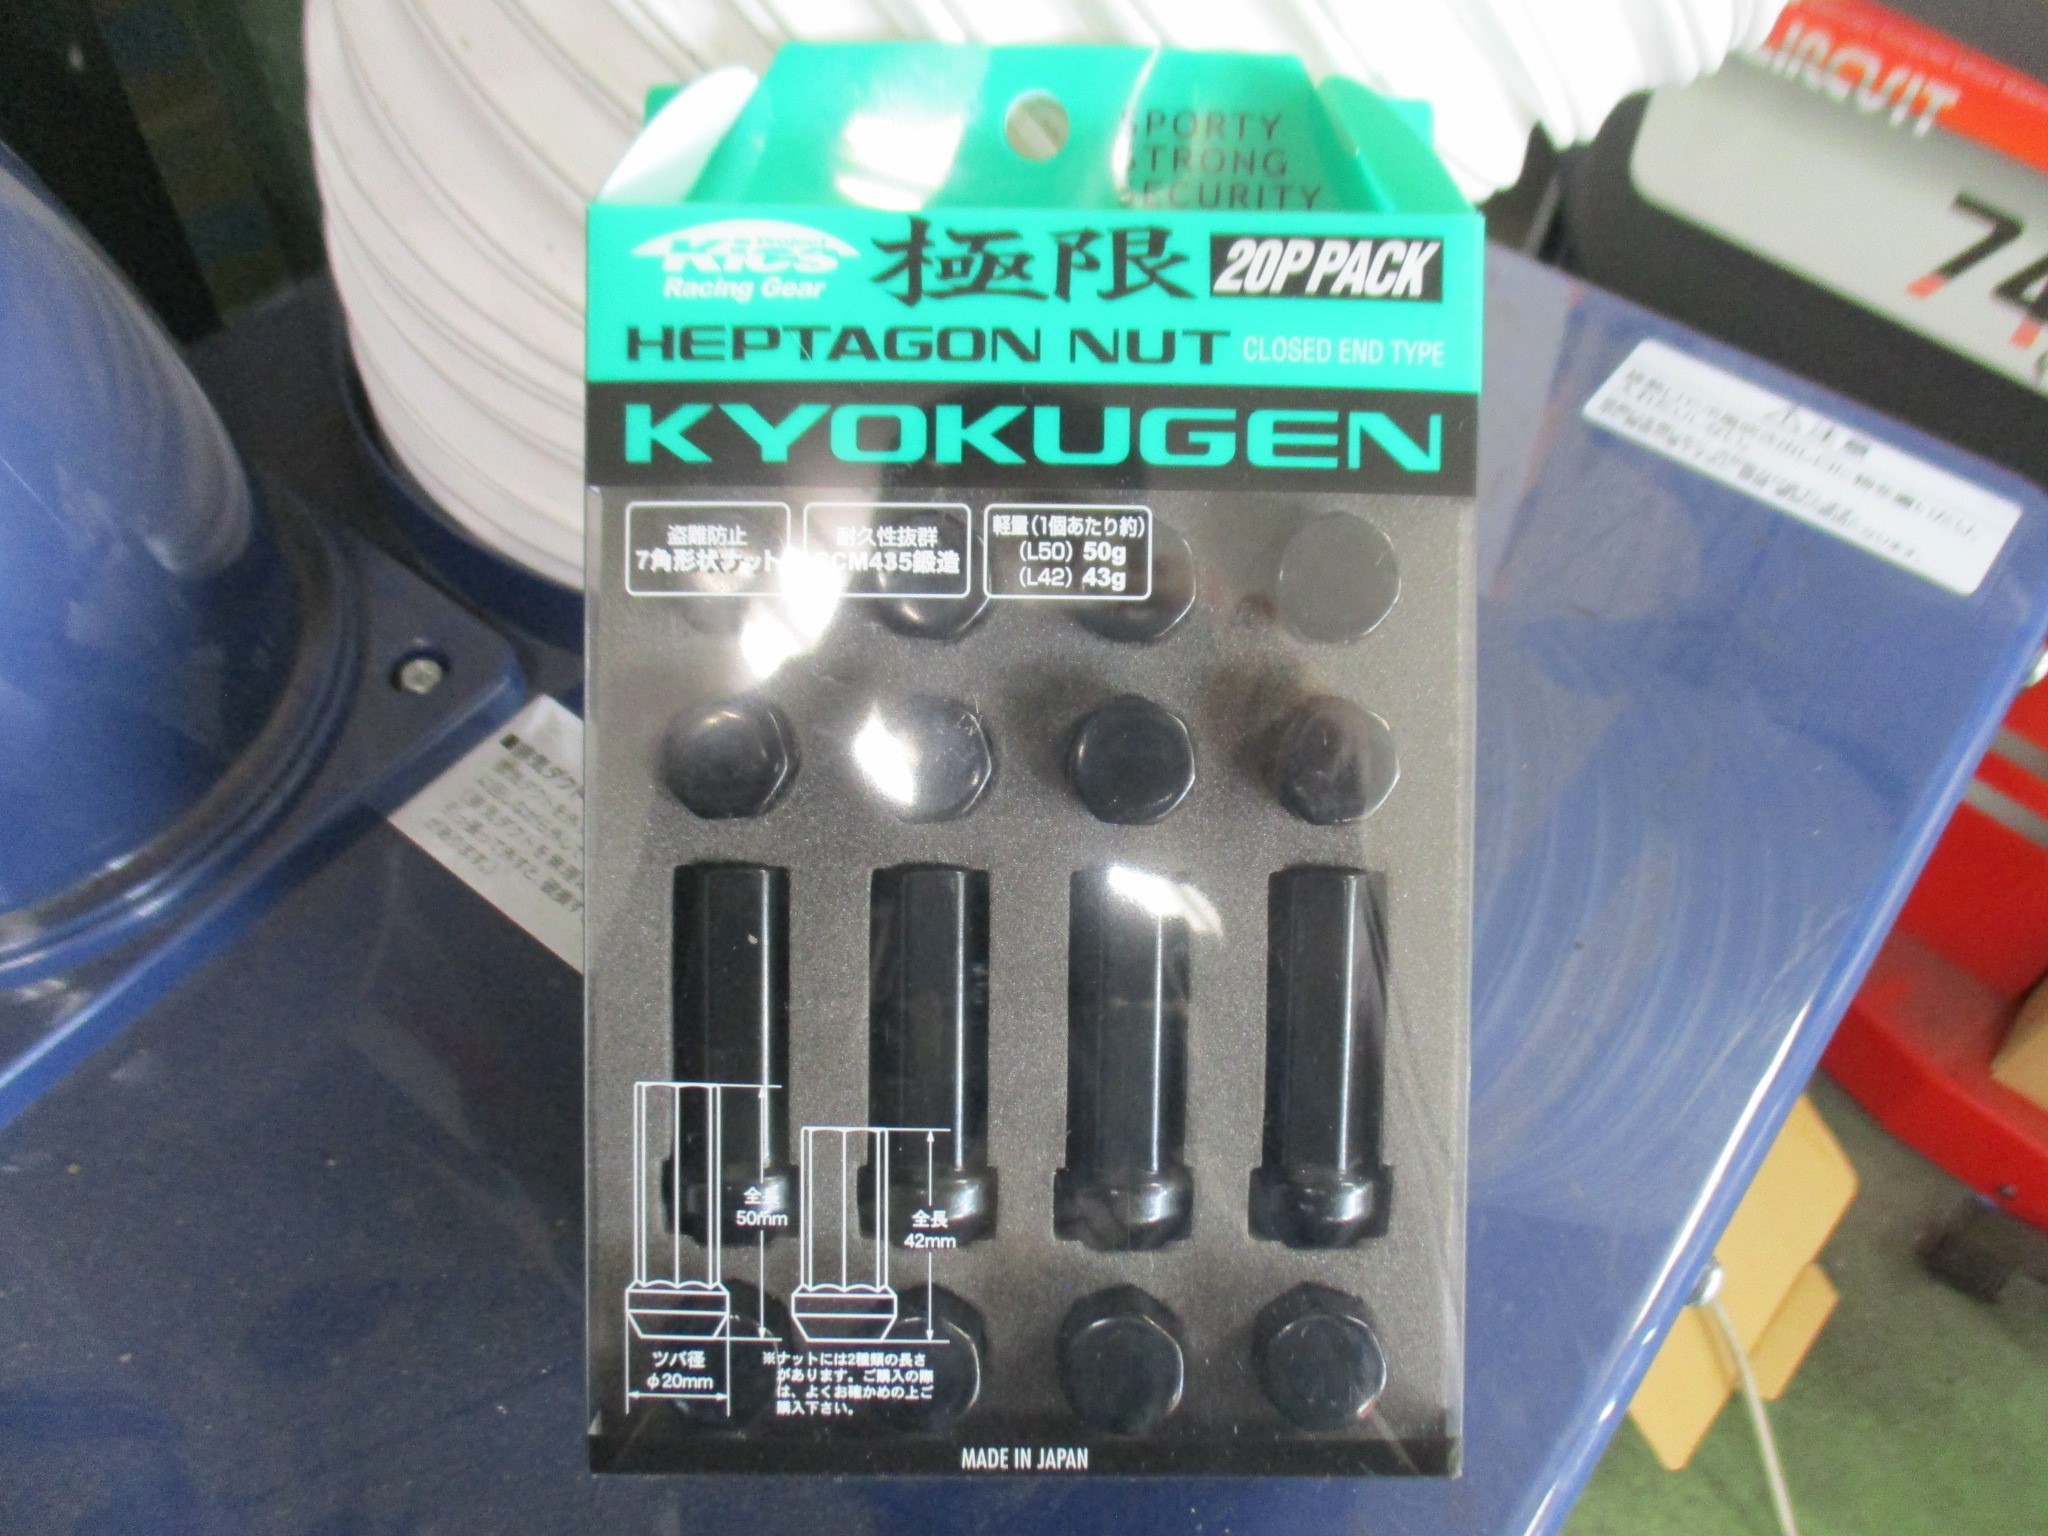 SPORTY
STRONG
SECURITY
Project
KiCS
Racing Gear
極限
20P PACK
HEPTAGON NUT
CLOSED END TYPE
KYOKUGEN
盗難防止
7角形状ナット
耐久性抜群
SCM435鍛造
軽量(1個あたり約)
(L50) 50g
(L42) 43g
全長
50mm
全長
42mm
ツバ径
φ20mm
※ナットには2種類の長さ
があります。ご購入の際
は、よくお確かめの上ご
購入下さい。
MADE IN JAPAN
CIRCUIT
74
注意